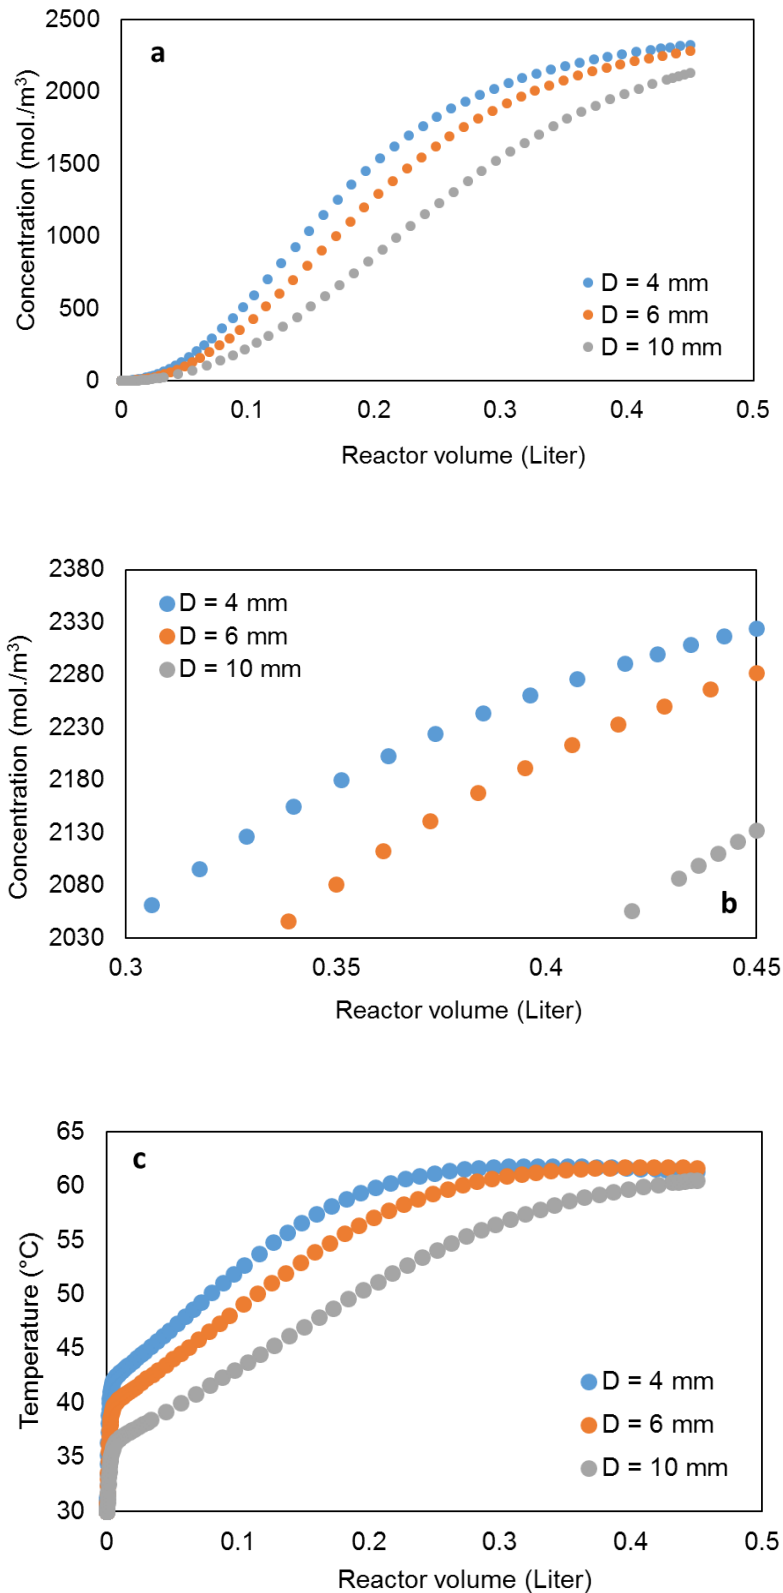 a
2500
2000
1500
1000
500
0
Concentration (mol./m³)
D = 4 mm
D = 6 mm
D = 10 mm
0 0.1 0.2 0.3 0.4 0.5
Reactor volume (Liter)
2380
2330
2280
2230
2180
2130
2080
2030
Concentration (mol./m³)
D = 4 mm
D = 6 mm
D = 10 mm
b
0.3 0.35 0.4 0.45
Reactor volume (Liter)
65
60
55
50
45
40
35
30
c
Temperature (°C)
D = 4 mm
D = 6 mm
D = 10 mm
0 0.1 0.2 0.3 0.4 0.5
Reactor volume (Liter)